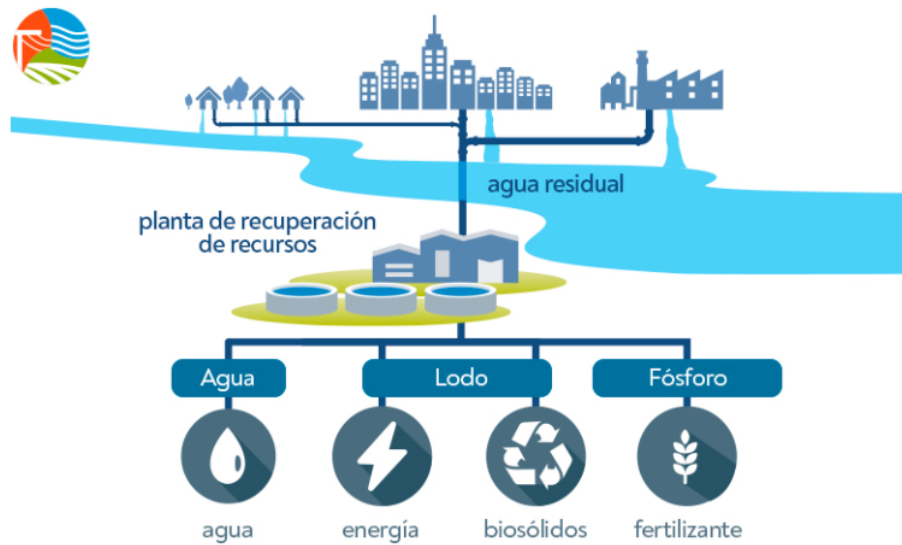 agua residual
planta de recuperación
de recursos
Agua
Lodo
Fósforo
agua
energía
biosólidos
fertilizante